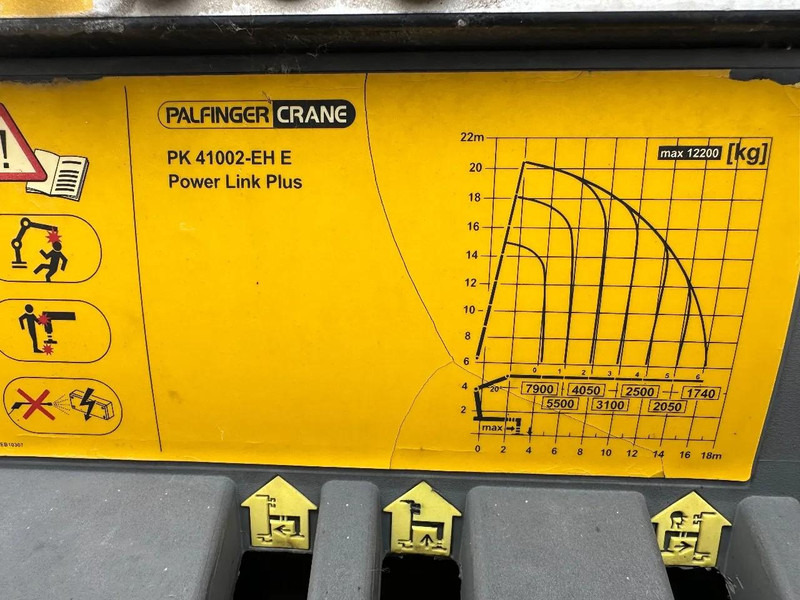 PALFINGER CRANE
PK 41002-EH E
Power Link Plus
!
22m
max 12200 [kg]
20
18
16
14
12
10
8
6
0 1 2 3 4 5 6
4
20°
7900 4050 2500 1740
5500 3100 2050
2
max
0 2 4 6 8 10 12 14 16 18m